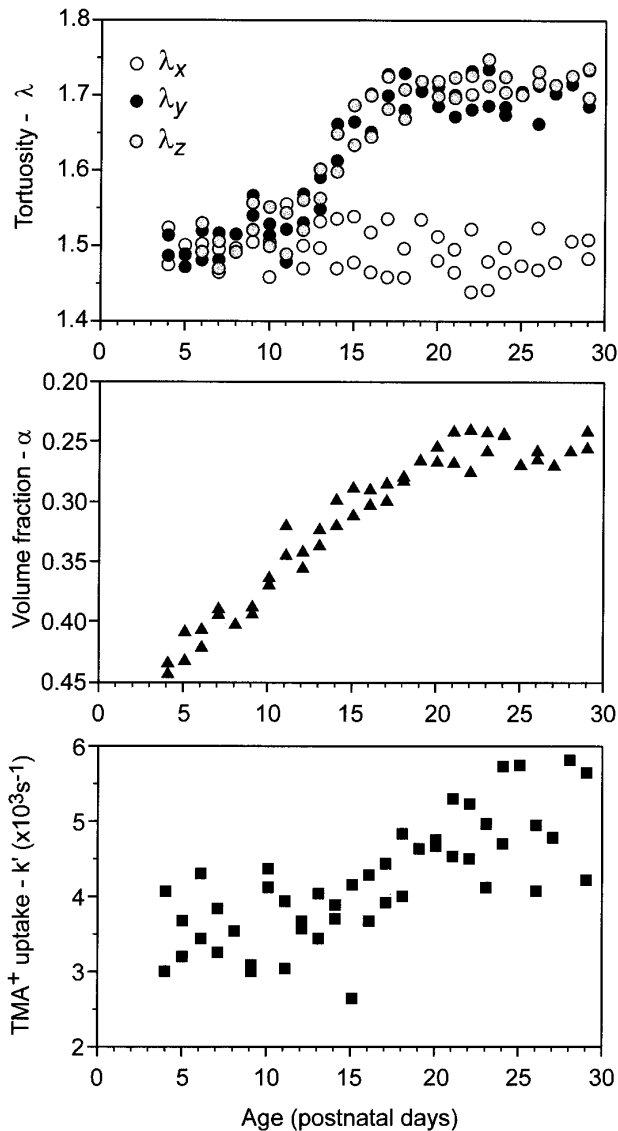 1.8
1.7
1.6
1.5
1.4
Tortuosity - λ
λx
λy
λz
0 5 10 15 20 25 30
0.20
0.25
0.30
0.35
0.40
0.45
Volume fraction - α
0 5 10 15 20 25 30
6
5
4
3
2
TMA+ uptake - k' (x10³s-¹)
0 5 10 15 20 25 30
Age (postnatal days)